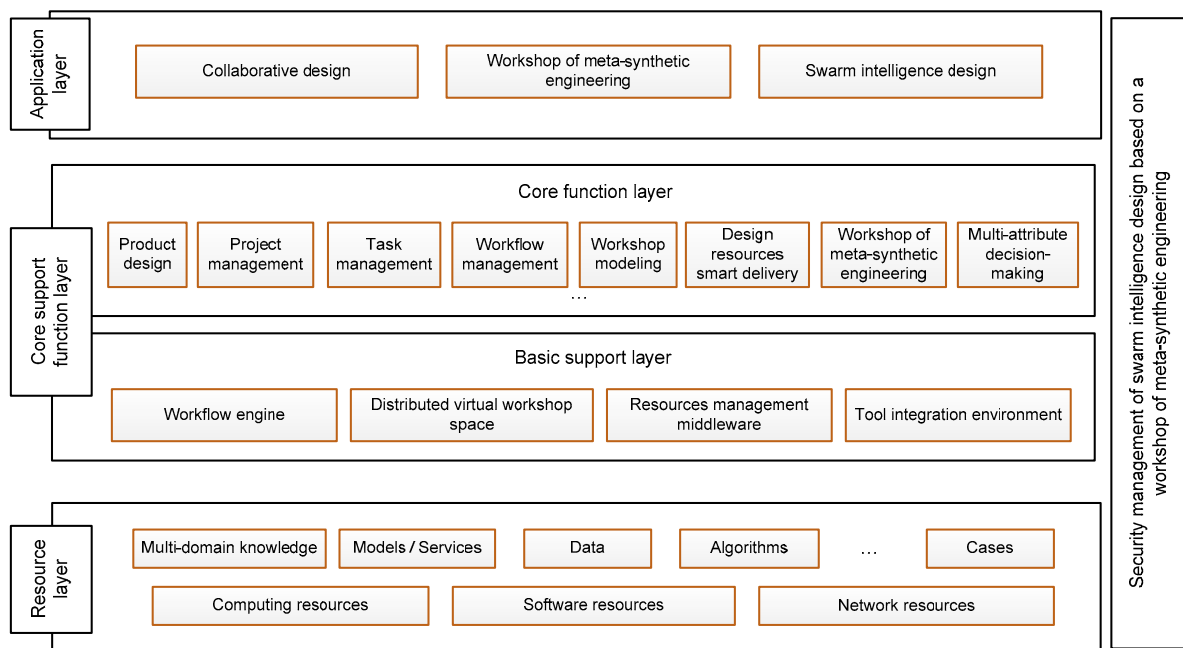 Application
layer
Collaborative design
Workshop of meta-synthetic
engineering
Swarm intelligence design
Core support
function layer
Core function layer
Product
design
Project
management
Task
management
Workflow
management
Workshop
modeling
Design
resources
smart delivery
Workshop of
meta-synthetic
engineering
Multi-attribute
decision-
making
...
Basic support layer
Workflow engine
Distributed virtual workshop
space
Resources management
middleware
Tool integration environment
Resource
layer
Multi-domain knowledge
Models / Services
Data
Algorithms
...
Cases
Computing resources
Software resources
Network resources
Security management of swarm intelligence design based on a
workshop of meta-synthetic engineering